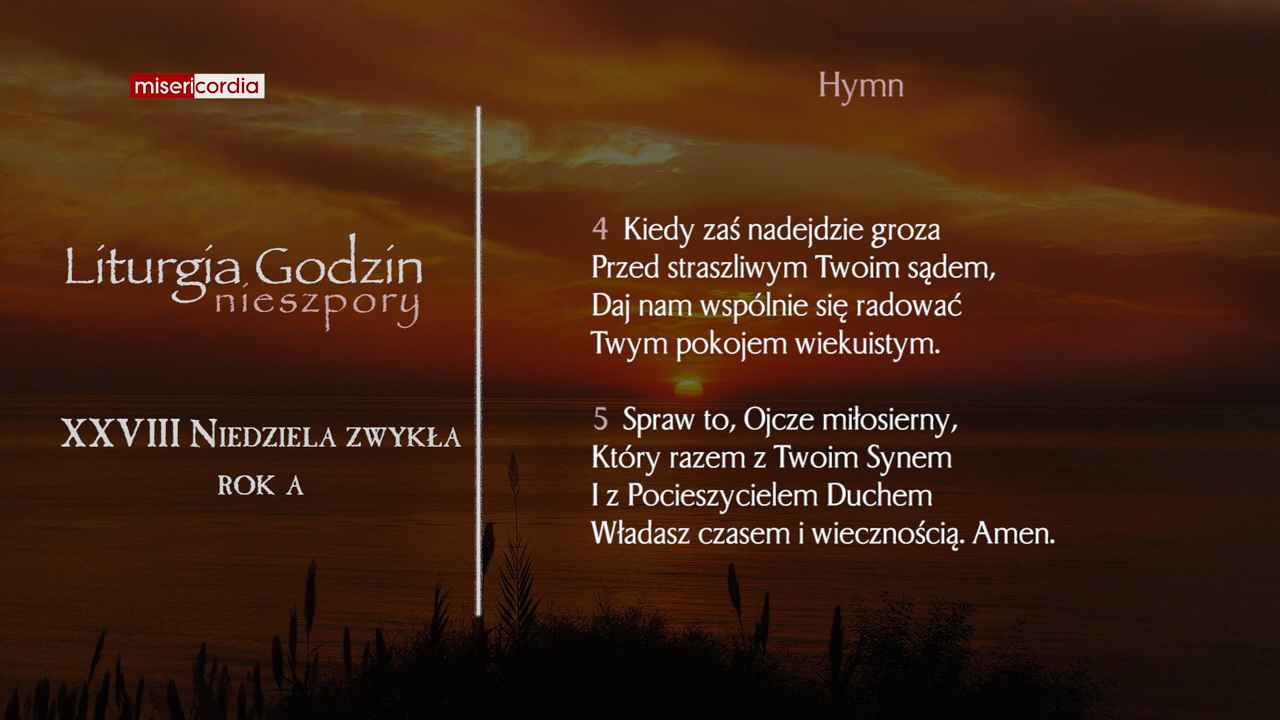 misericordia
Liturgia Godzin
nieszpory
XXVIII Niedziela zwykła
rok a
Hymn
4 Kiedy zaś nadejdzie groza
Przed straszliwym Twoim sądem,
Daj nam wspólnie się radować
Twym pokojem wiekuistym.
5 Spraw to, Ojcze miłosierny,
Który razem z Twoim Synem
I z Pocieszycielem Duchem
Władasz czasem i wiecznością. Amen.